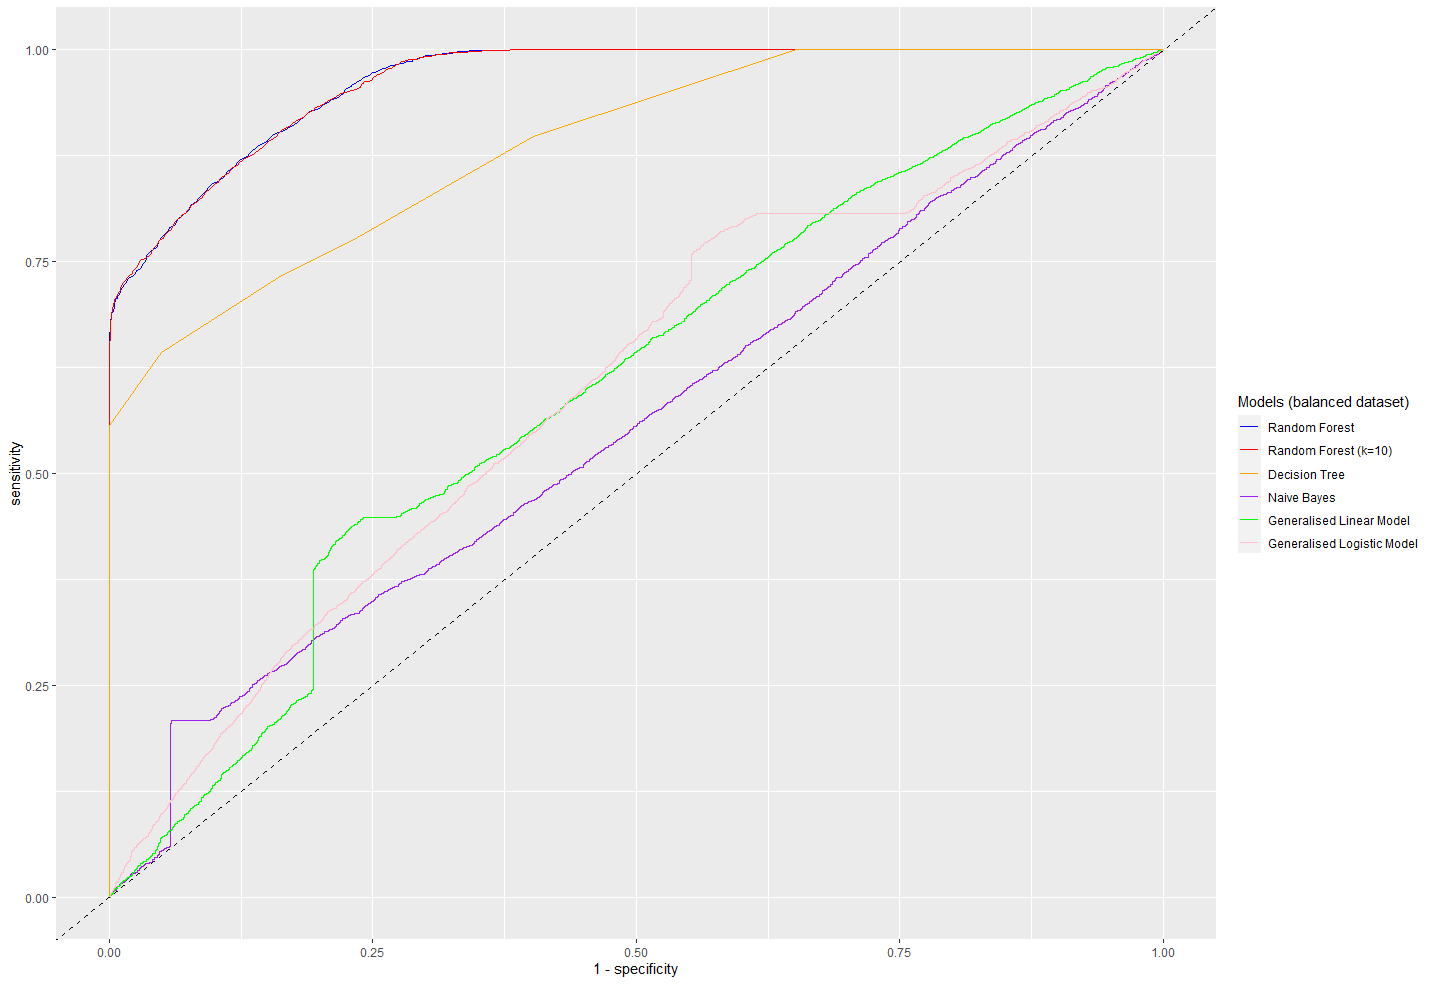 1.00
0.75
0.50
0.25
0.00
sensitivity
0.00 0.25 0.50 0.75 1.00
1 - specificity
Models (balanced dataset)
Random Forest
Random Forest (k=10)
Decision Tree
Naive Bayes
Generalised Linear Model
Generalised Logistic Model